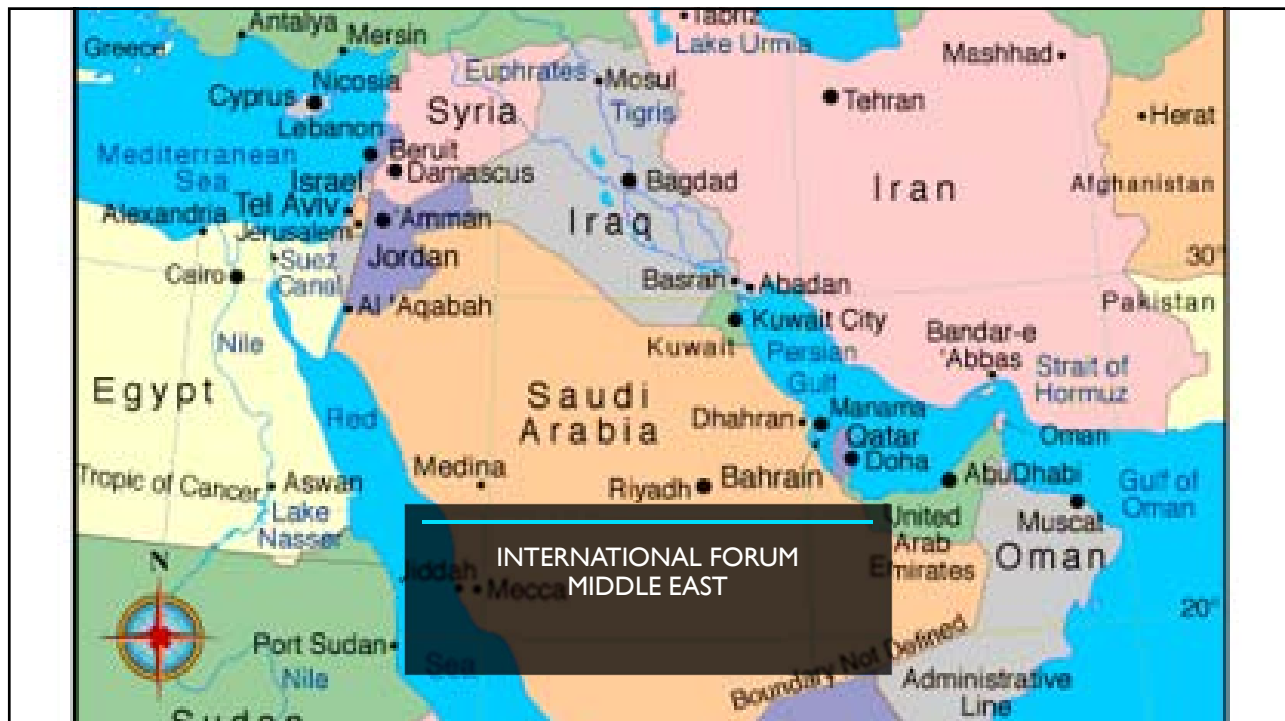 Antalya
Tabriz
Greece
Mersin
Lake Urmia
Mashhad
Euphrates
Mosul
Nicosia
Cyprus
Tehran
Syria
Tigris
Herat
Lebanon
Mediterranean
Sea
Beruit
Damascus
Israel
Bagdad
Iran
Afghanistan
Tel Aviv
Alexandria
'Amman
Iraq
Jerusalem
Suez
Canal
Jordan
30°
Cairo
Basrah
Abadan
Al 'Aqabah
Pakistan
Kuwait City
Bandar-e
'Abbas
Nile
Kuwait
Persian
Gulf
Strait of
Hormuz
Egypt
Saudi
Arabia
Red
Dhahran
Manama
Qatar
Oman
Medina
Doha
Tropic of Cancer
Aswan
Riyadh
Bahrain
Abu Dhabi
Gulf of
Oman
Lake
Nasser
United
Arab
Emirates
Muscat
Oman
INTERNATIONAL FORUM
MIDDLE EAST
N
Jiddah
Mecca
20°
Port Sudan
Sea
Nile
Boundary Not Defined
Administrative
Line
Sudan